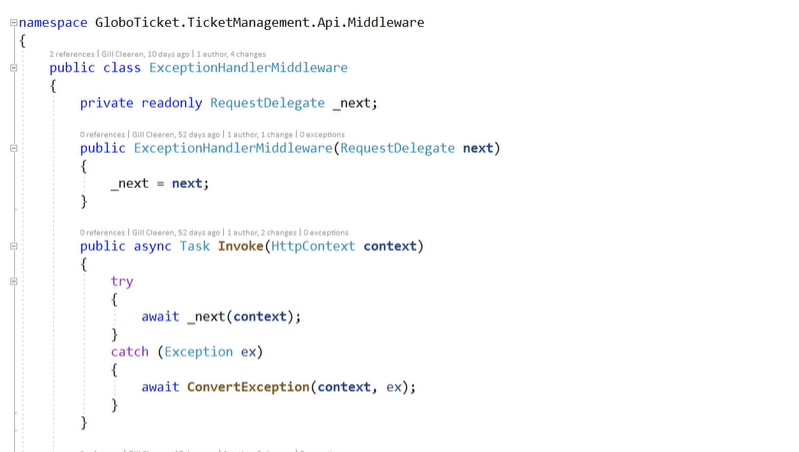 namespace GloboTicket.TicketManagement.Api.Middleware
{
2 references | Gill Cleeren, 10 days ago | 1 author, 4 changes
public class ExceptionHandlerMiddleware
{
private readonly RequestDelegate _next;
0 references | Gill Cleeren, 52 days ago | 1 author, 1 change | 0 exceptions
public ExceptionHandlerMiddleware(RequestDelegate next)
{
_next = next;
}
0 references | Gill Cleeren, 52 days ago | 1 author, 2 changes | 0 exceptions
public async Task Invoke(HttpContext context)
{
try
{
await _next(context);
}
catch (Exception ex)
{
await ConvertException(context, ex);
}
}